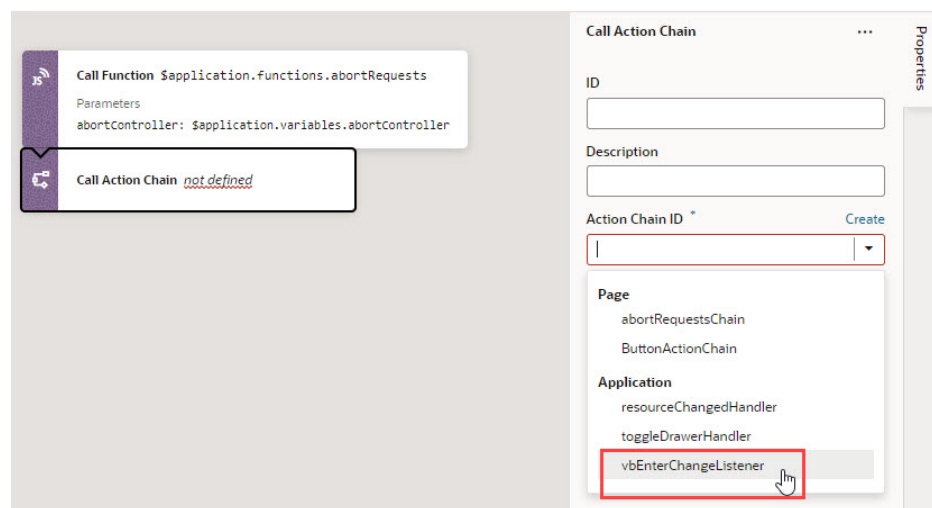 Call Function $application.functions.abortRequests
Parameters
abortController: $application.variables.abortController
Call Action Chain not defined
Call Action Chain
ID
Description
Action Chain ID * Create
Page
abortRequestsChain
ButtonActionChain
Application
resourceChangedHandler
toggleDrawerHandler
vbEnterChangeListener
Properties
JS